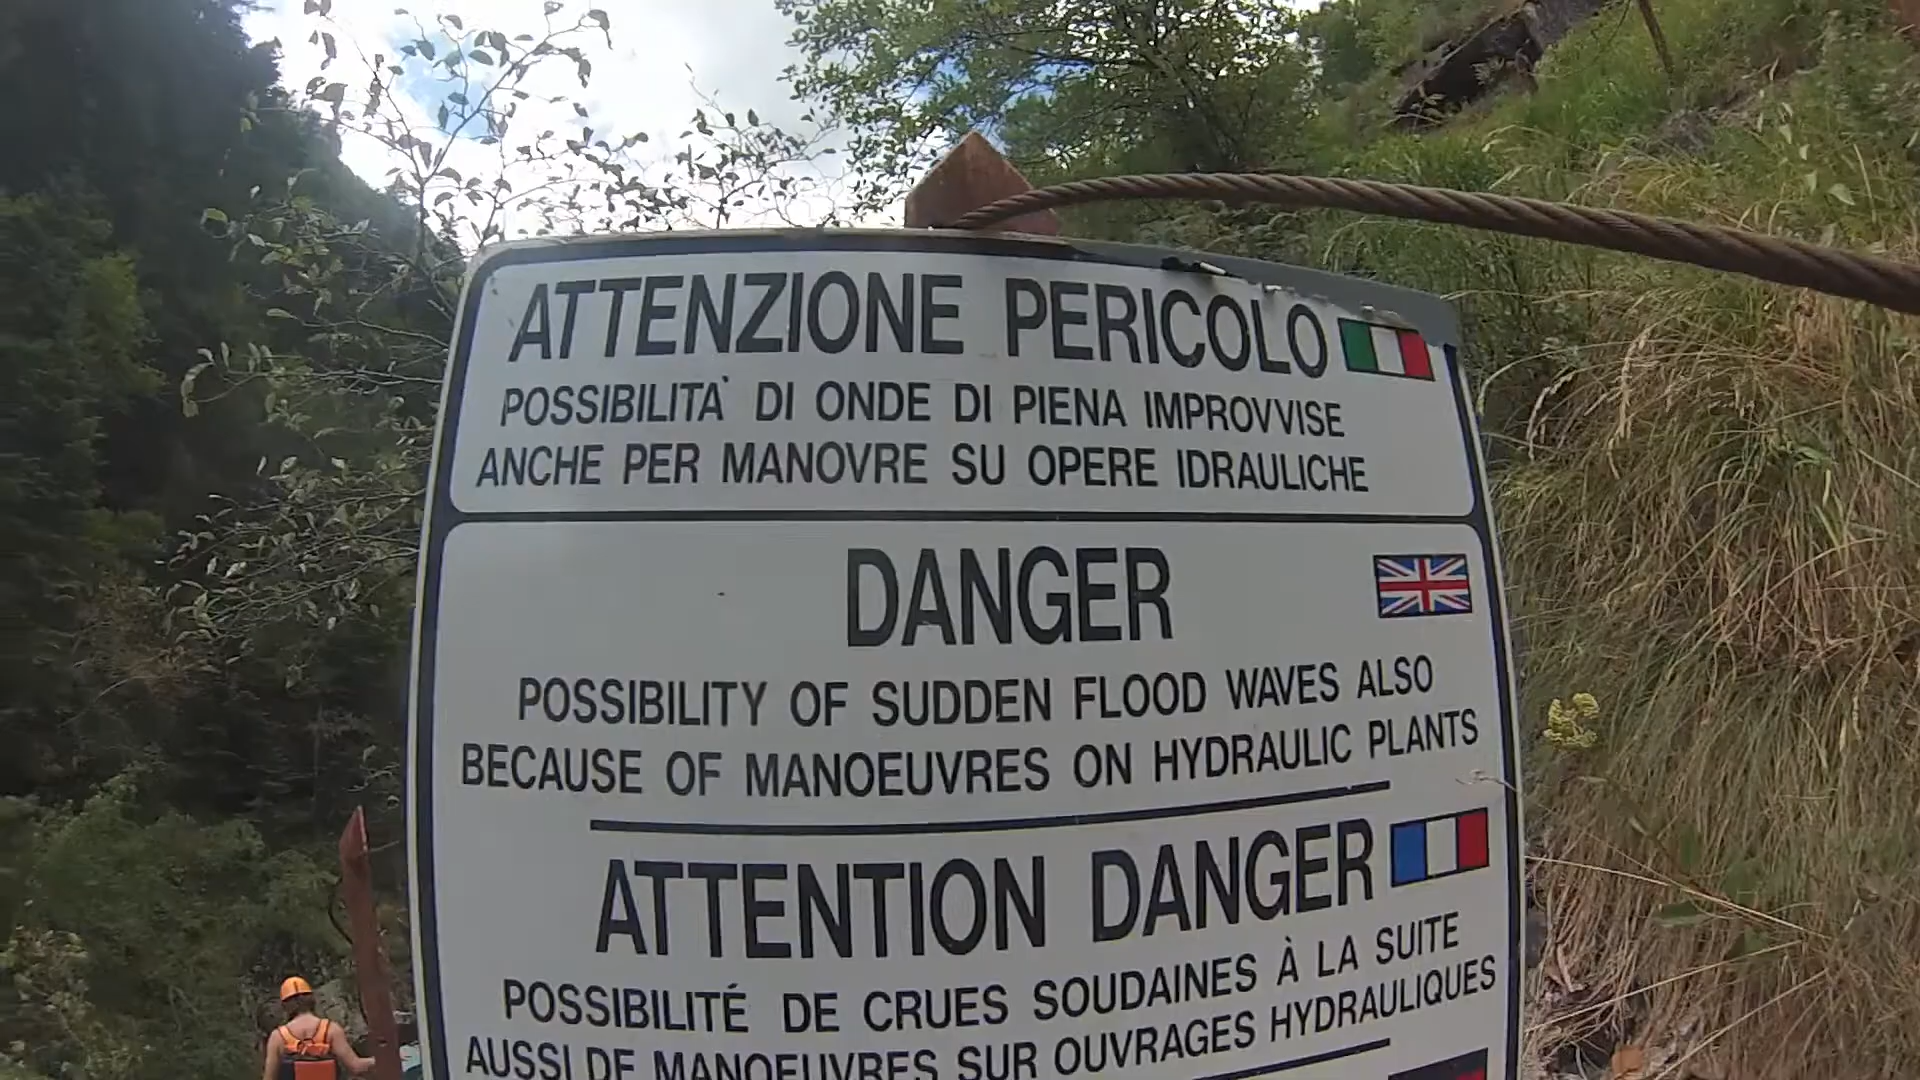 ATTENZIONE PERICOLO
POSSIBILITA` DI ONDE DI PIENA IMPROVVISE
ANCHE PER MANOVRE SU OPERE IDRAULICHE
DANGER
POSSIBILITY OF SUDDEN FLOOD WAVES ALSO
BECAUSE OF MANOEUVRES ON HYDRAULIC PLANTS
ATTENTION DANGER
POSSIBILITÉ DE CRUES SOUDAINES À LA SUITE
AUSSI DE MANOEUVRES SUR OUVRAGES HYDRAULIQUES